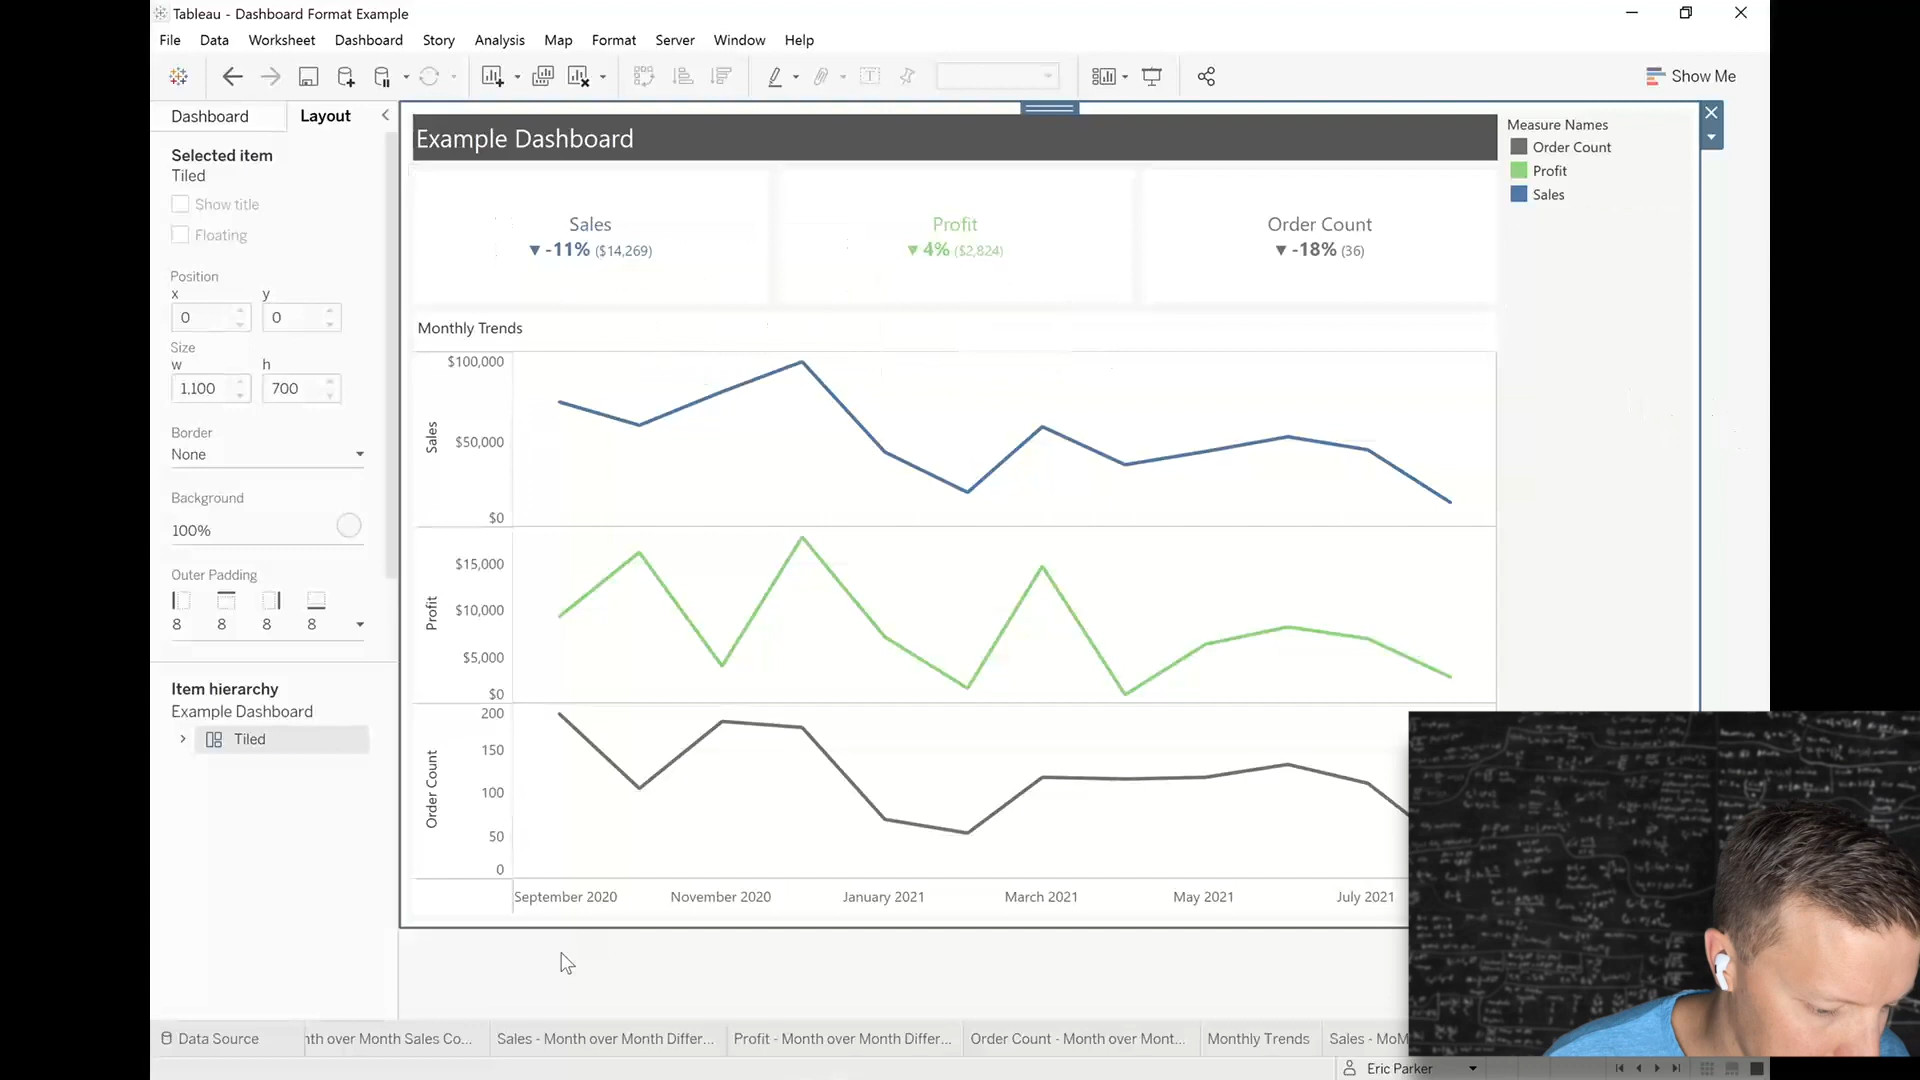 Tableau - Dashboard Format Example
File Data Worksheet Dashboard Story Analysis Map Format Server Window Help
Show Me
Dashboard Layout
Selected item
Tiled
Show title
Floating
Position
x y
0 0
Size
w h
1,100 700
Border
None
Background
100%
Outer Padding
8 8 8 8
Item hierarchy
Example Dashboard
Tiled
Example Dashboard
Sales
▼ -11% ($14,269)
Profit
▼ 4% ($2,824)
Order Count
▼ -18% (36)
Measure Names
Order Count
Profit
Sales
Monthly Trends
Sales
$100,000
$50,000
$0
Profit
$15,000
$10,000
$5,000
$0
Order Count
200
150
100
50
0
September 2020 November 2020 January 2021 March 2021 May 2021 July 2021
Data Source nth over Month Sales Co... Sales - Month over Month Differ... Profit - Month over Month Differ... Order Count - Month over Mont... Monthly Trends Sales - MoM
Eric Parker